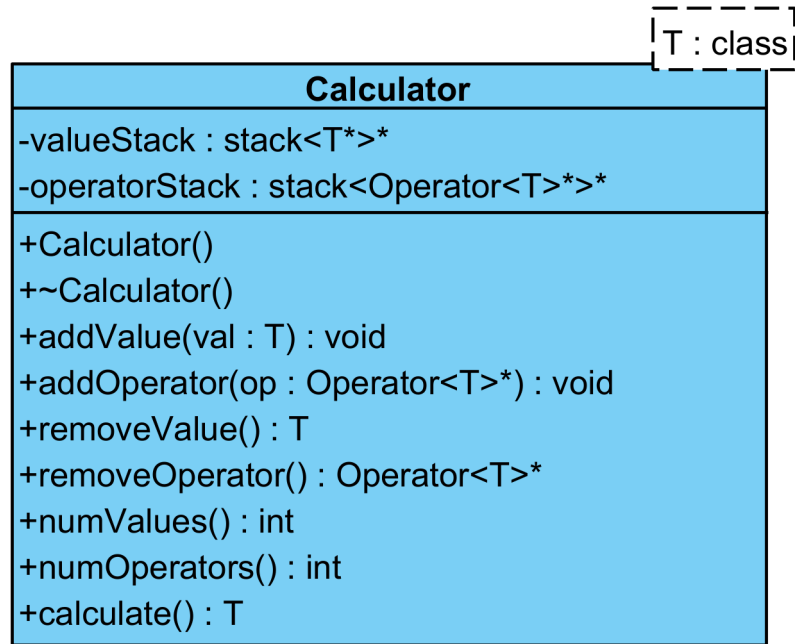 T : class
Calculator
-valueStack : stack<T*>*
-operatorStack : stack<Operator<T>*>*
+Calculator()
+~Calculator()
+addValue(val : T) : void
+addOperator(op : Operator<T>*) : void
+removeValue() : T
+removeOperator() : Operator<T>*
+numValues() : int
+numOperators() : int
+calculate() : T